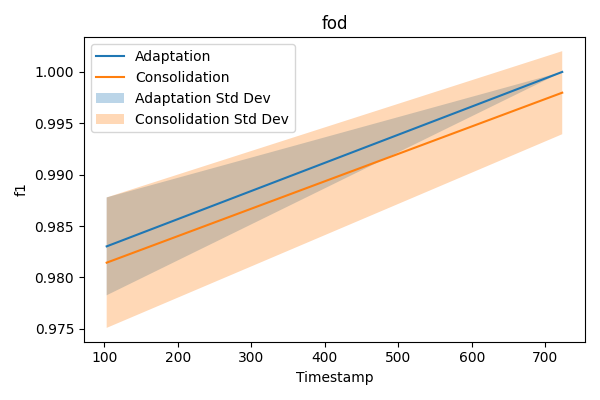 fod
Adaptation
Consolidation
Adaptation Std Dev
Consolidation Std Dev
f1
1.000
0.995
0.990
0.985
0.980
0.975
100 200 300 400 500 600 700
Timestamp